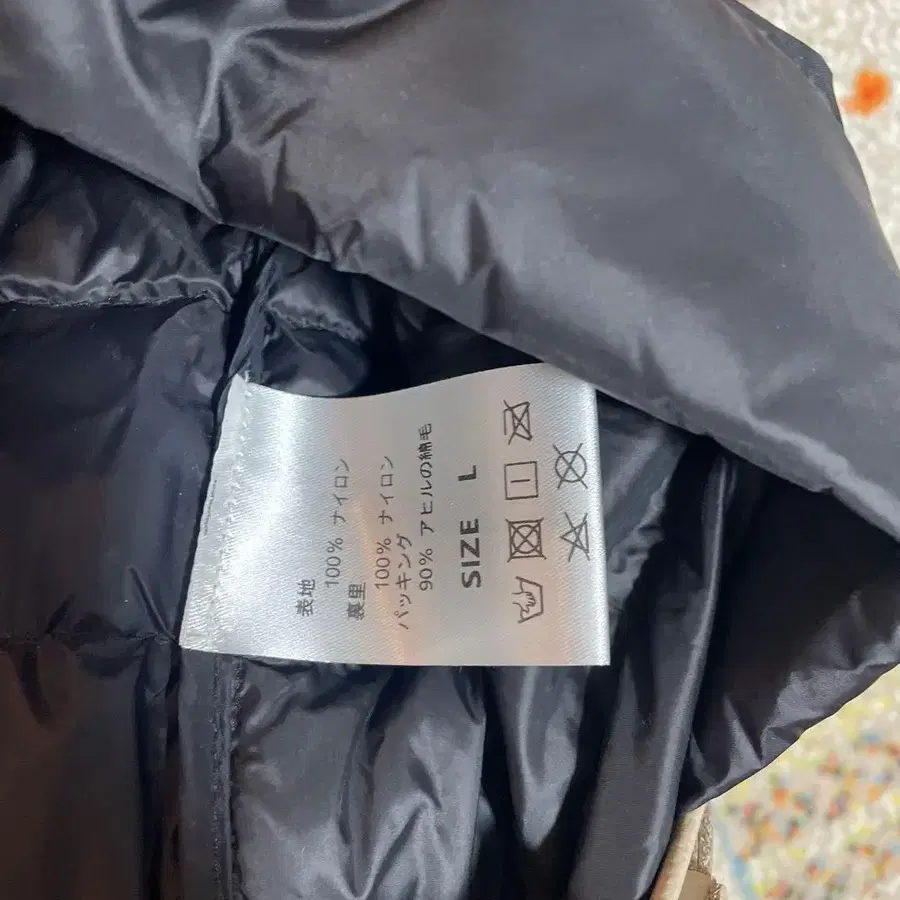 表地
100% ナイロン
裏里
100% ナイロン
パッキング
90% アヒルの綿毛
SIZE L